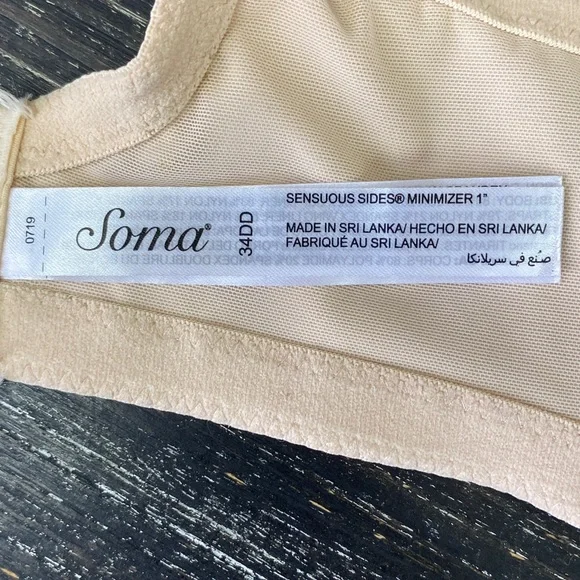 0719
Soma®
34DD
SENSUOUS SIDES® MINIMIZER 1"
MADE IN SRI LANKA/ HECHO EN SRI LANKA/
FABRIQUÉ AU SRI LANKA/
صُنع في سريلانكا